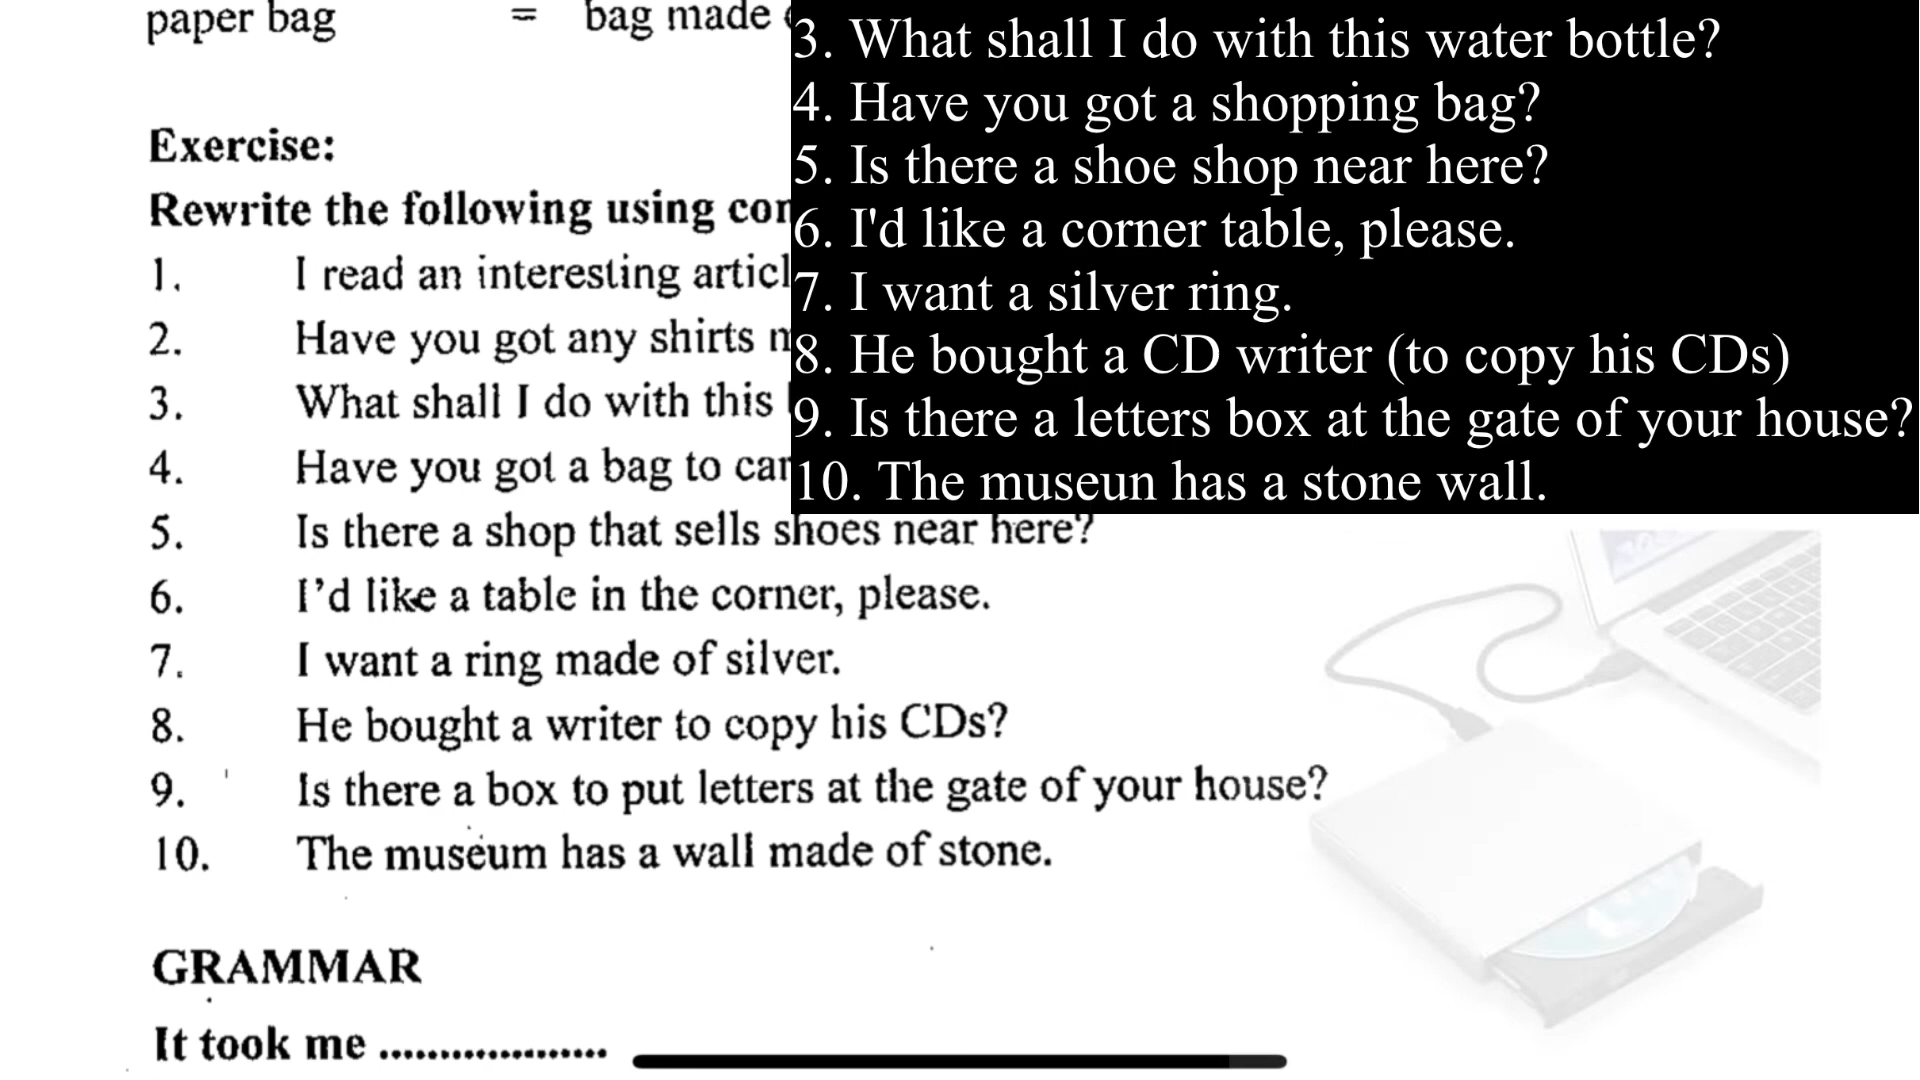 paper bag = bag made
Exercise:
Rewrite the following using
1. I read an interesting
2. Have you got any shirts
3. What shall I do with this
4. Have you got a bag to
5. Is there a shop that sells shoes near here?
6. I’d like a table in the corner, please.
7. I want a ring made of silver.
8. He bought a writer to copy his CDs?
9. Is there a box to put letters at the gate of your house?
10. The museum has a wall made of stone.
GRAMMAR
It took me ...................
3. What shall I do with this water bottle?
4. Have you got a shopping bag?
5. Is there a shoe shop near here?
6. I'd like a corner table, please.
7. I want a silver ring.
8. He bought a CD writer (to copy his CDs)
9. Is there a letters box at the gate of your house?
10. The museun has a stone wall.